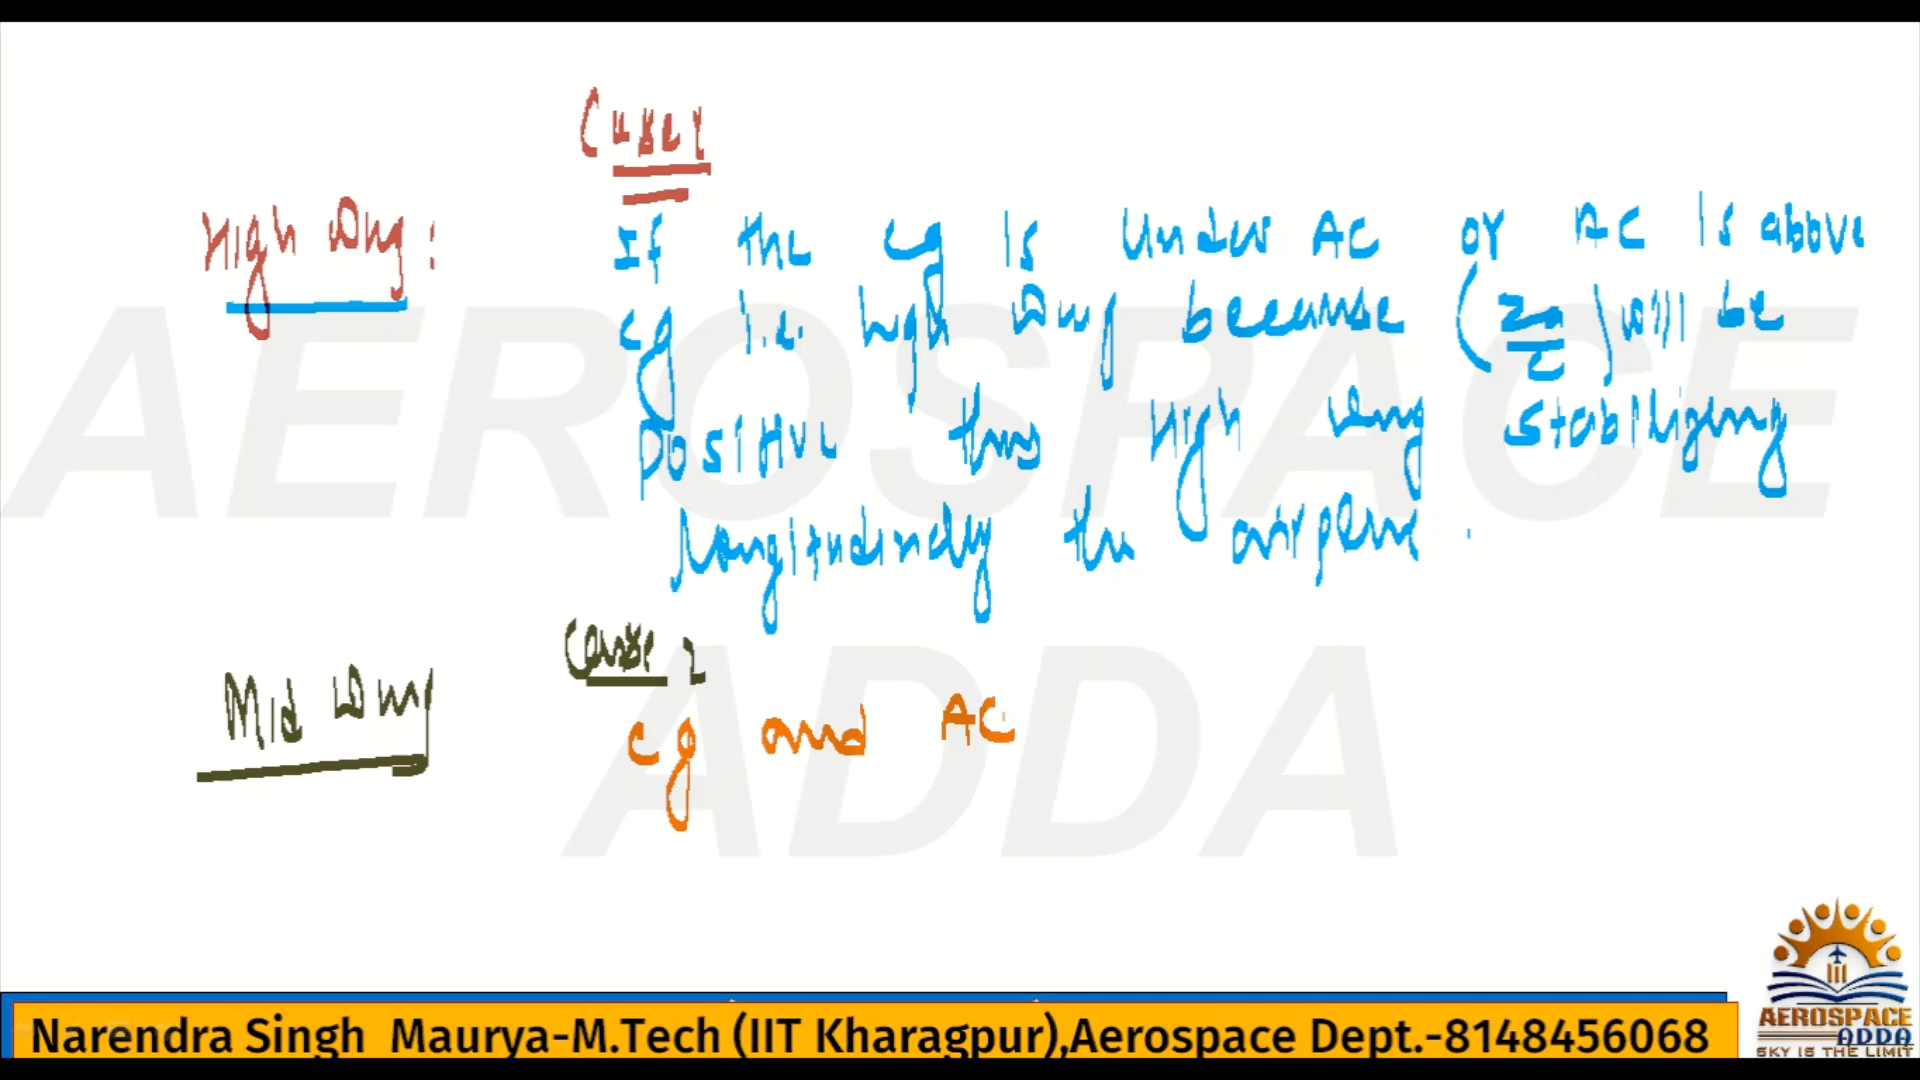 Case 1
High Wing :
If the cg is under AC or AC is above
cg i.e. high wing because (Za/c) will be
positive thus high wing stabilizing
longitudinally the airplane .
Case 2
Mid Wing
cg and AC
AEROSPACE
ADDA
Narendra Singh Maurya-M.Tech (IIT Kharagpur),Aerospace Dept.-8148456068
AEROSPACE
ADDA
SKY IS THE LIMIT